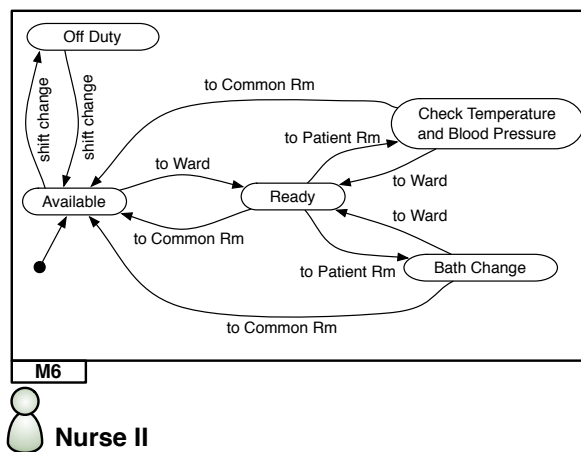 Off Duty
shift change
shift change
to Common Rm
Check Temperature
and Blood Pressure
to Patient Rm
to Ward
to Ward
Available
Ready
to Ward
to Common Rm
to Patient Rm
Bath Change
to Common Rm
M6
Nurse II